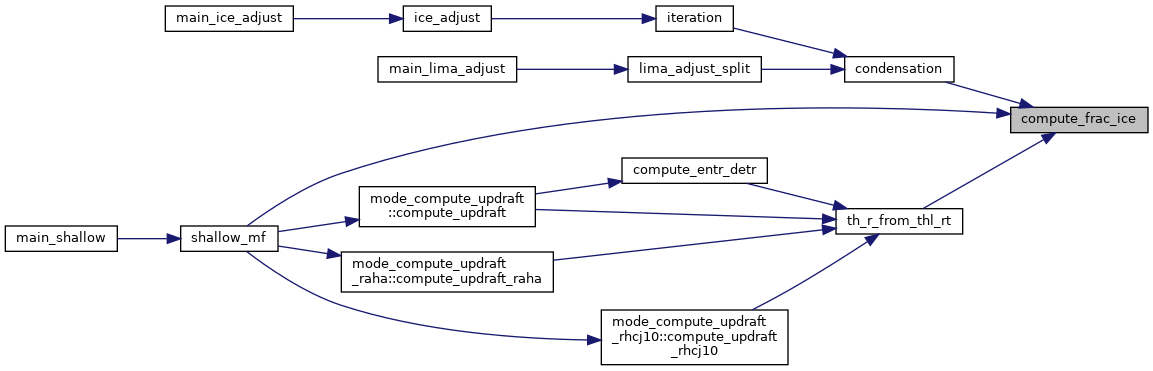 main_ice_adjust
ice_adjust
iteration
main_lima_adjust
lima_adjust_split
condensation
compute_frac_ice
compute_entr_detr
mode_compute_updraft
::compute_updraft
th_r_from_thl_rt
main_shallow
shallow_mf
mode_compute_updraft
_raha::compute_updraft_raha
mode_compute_updraft
_rhcj10::compute_updraft
_rhcj10